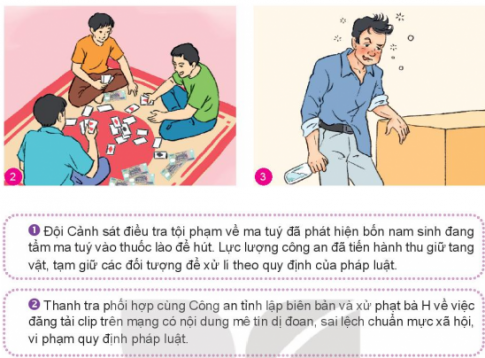 2
3
❶ Đội Cảnh sát điều tra tội phạm về ma tuý đã phát hiện bốn nam sinh đang
tẩm ma tuý vào thuốc lào để hút. Lực lượng công an đã tiến hành thu giữ tang
vật, tạm giữ các đối tượng để xử lí theo quy định của pháp luật.
❷ Thanh tra phối hợp cùng Công an tỉnh lập biên bản và xử phạt bà H về việc
đăng tải clip trên mạng có nội dung mê tín dị đoan, sai lệch chuẩn mực xã hội,
vi phạm quy định pháp luật.